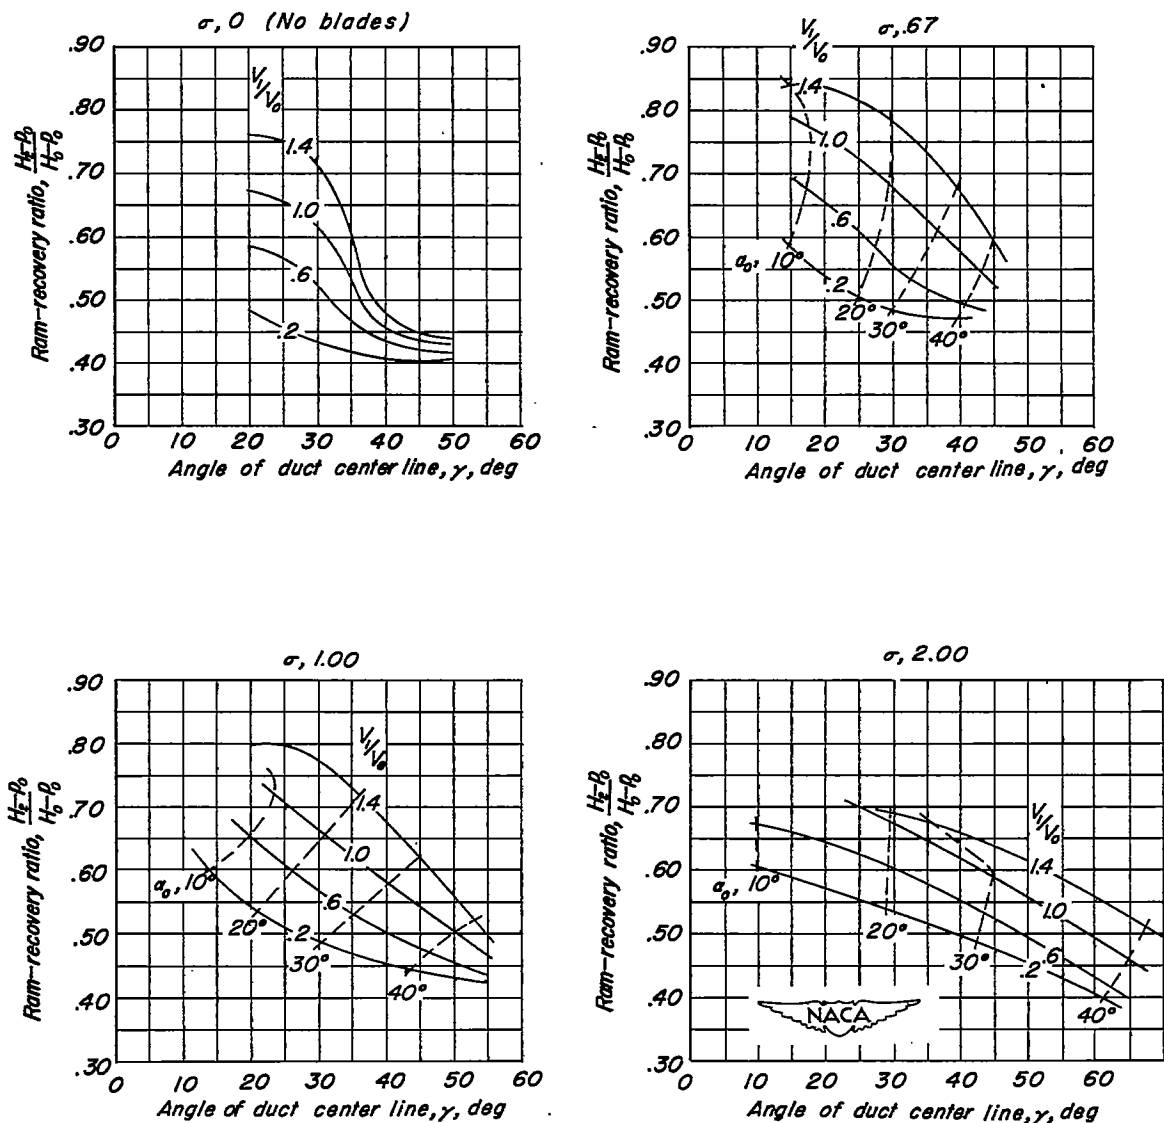 σ, 0 (No blades)
V₁/V₀
1.4
1.0
.6
.2
.90
.80
.70
.60
.50
.40
.30
0 10 20 30 40 50 60
Ram-recovery ratio, H₂-P₀/H₀-P₀
Angle of duct center line, γ, deg
σ, .67
V₁/V₀
1.4
1.0
.6
.2
α₀, 10°
20°
30°
40°
.90
.80
.70
.60
.50
.40
.30
0 10 20 30 40 50 60
Ram-recovery ratio, H₂-P₀/H₀-P₀
Angle of duct center line, γ, deg
σ, 1.00
V₁/V₀
1.4
1.0
.6
.2
α₀, 10°
20°
30°
40°
.90
.80
.70
.60
.50
.40
.30
0 10 20 30 40 50 60
Ram-recovery ratio, H₂-P₀/H₀-P₀
Angle of duct center line, γ, deg
σ, 2.00
V₁/V₀
1.4
1.0
.6
.2
α₀, 10°
20°
30°
40°
NACA
.90
.80
.70
.60
.50
.40
.30
0 10 20 30 40 50 60
Ram-recovery ratio, H₂-P₀/H₀-P₀
Angle of duct center line, γ, deg